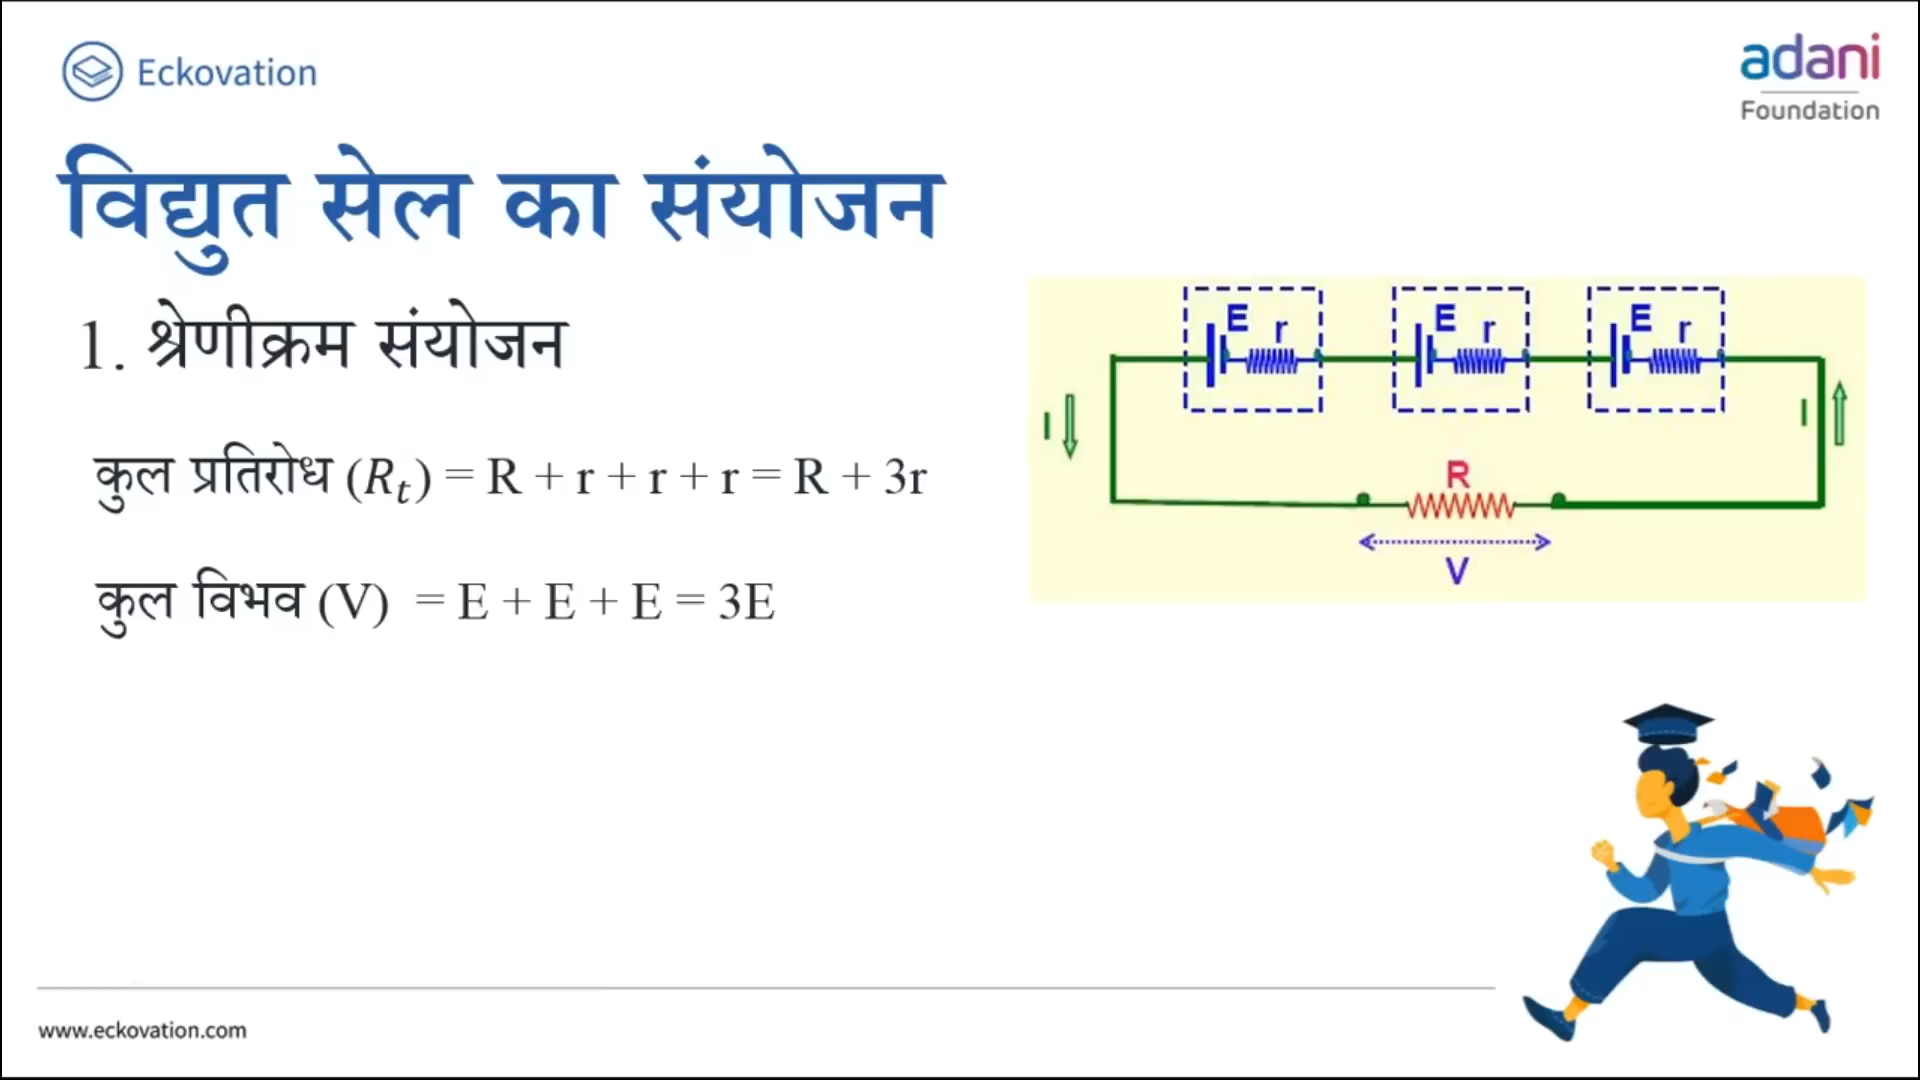 Eckovation
adani
Foundation
विद्युत सेल का संयोजन
1. श्रेणीक्रम संयोजन
कुल प्रतिरोध (Rₜ) = R + r + r + r = R + 3r
कुल विभव (V) = E + E + E = 3E
E r E r E r
I I
R
V
www.eckovation.com